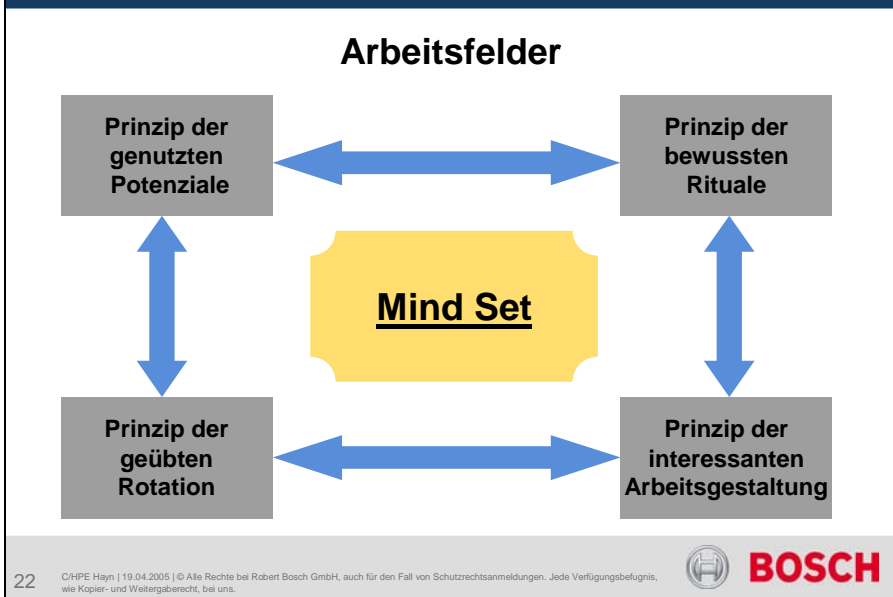 Arbeitsfelder
Prinzip der
genutzten
Potenziale
Prinzip der
bewussten
Rituale
Mind Set
Prinzip der
geübten
Rotation
Prinzip der
interessanten
Arbeitsgestaltung
22
C/HPE Hayn | 19.04.2005 | © Alle Rechte bei Robert Bosch GmbH, auch für den Fall von Schutzrechtsanmeldungen. Jede Verfügungsbefugnis,
wie Kopier- und Weitergaberecht, bei uns.
BOSCH